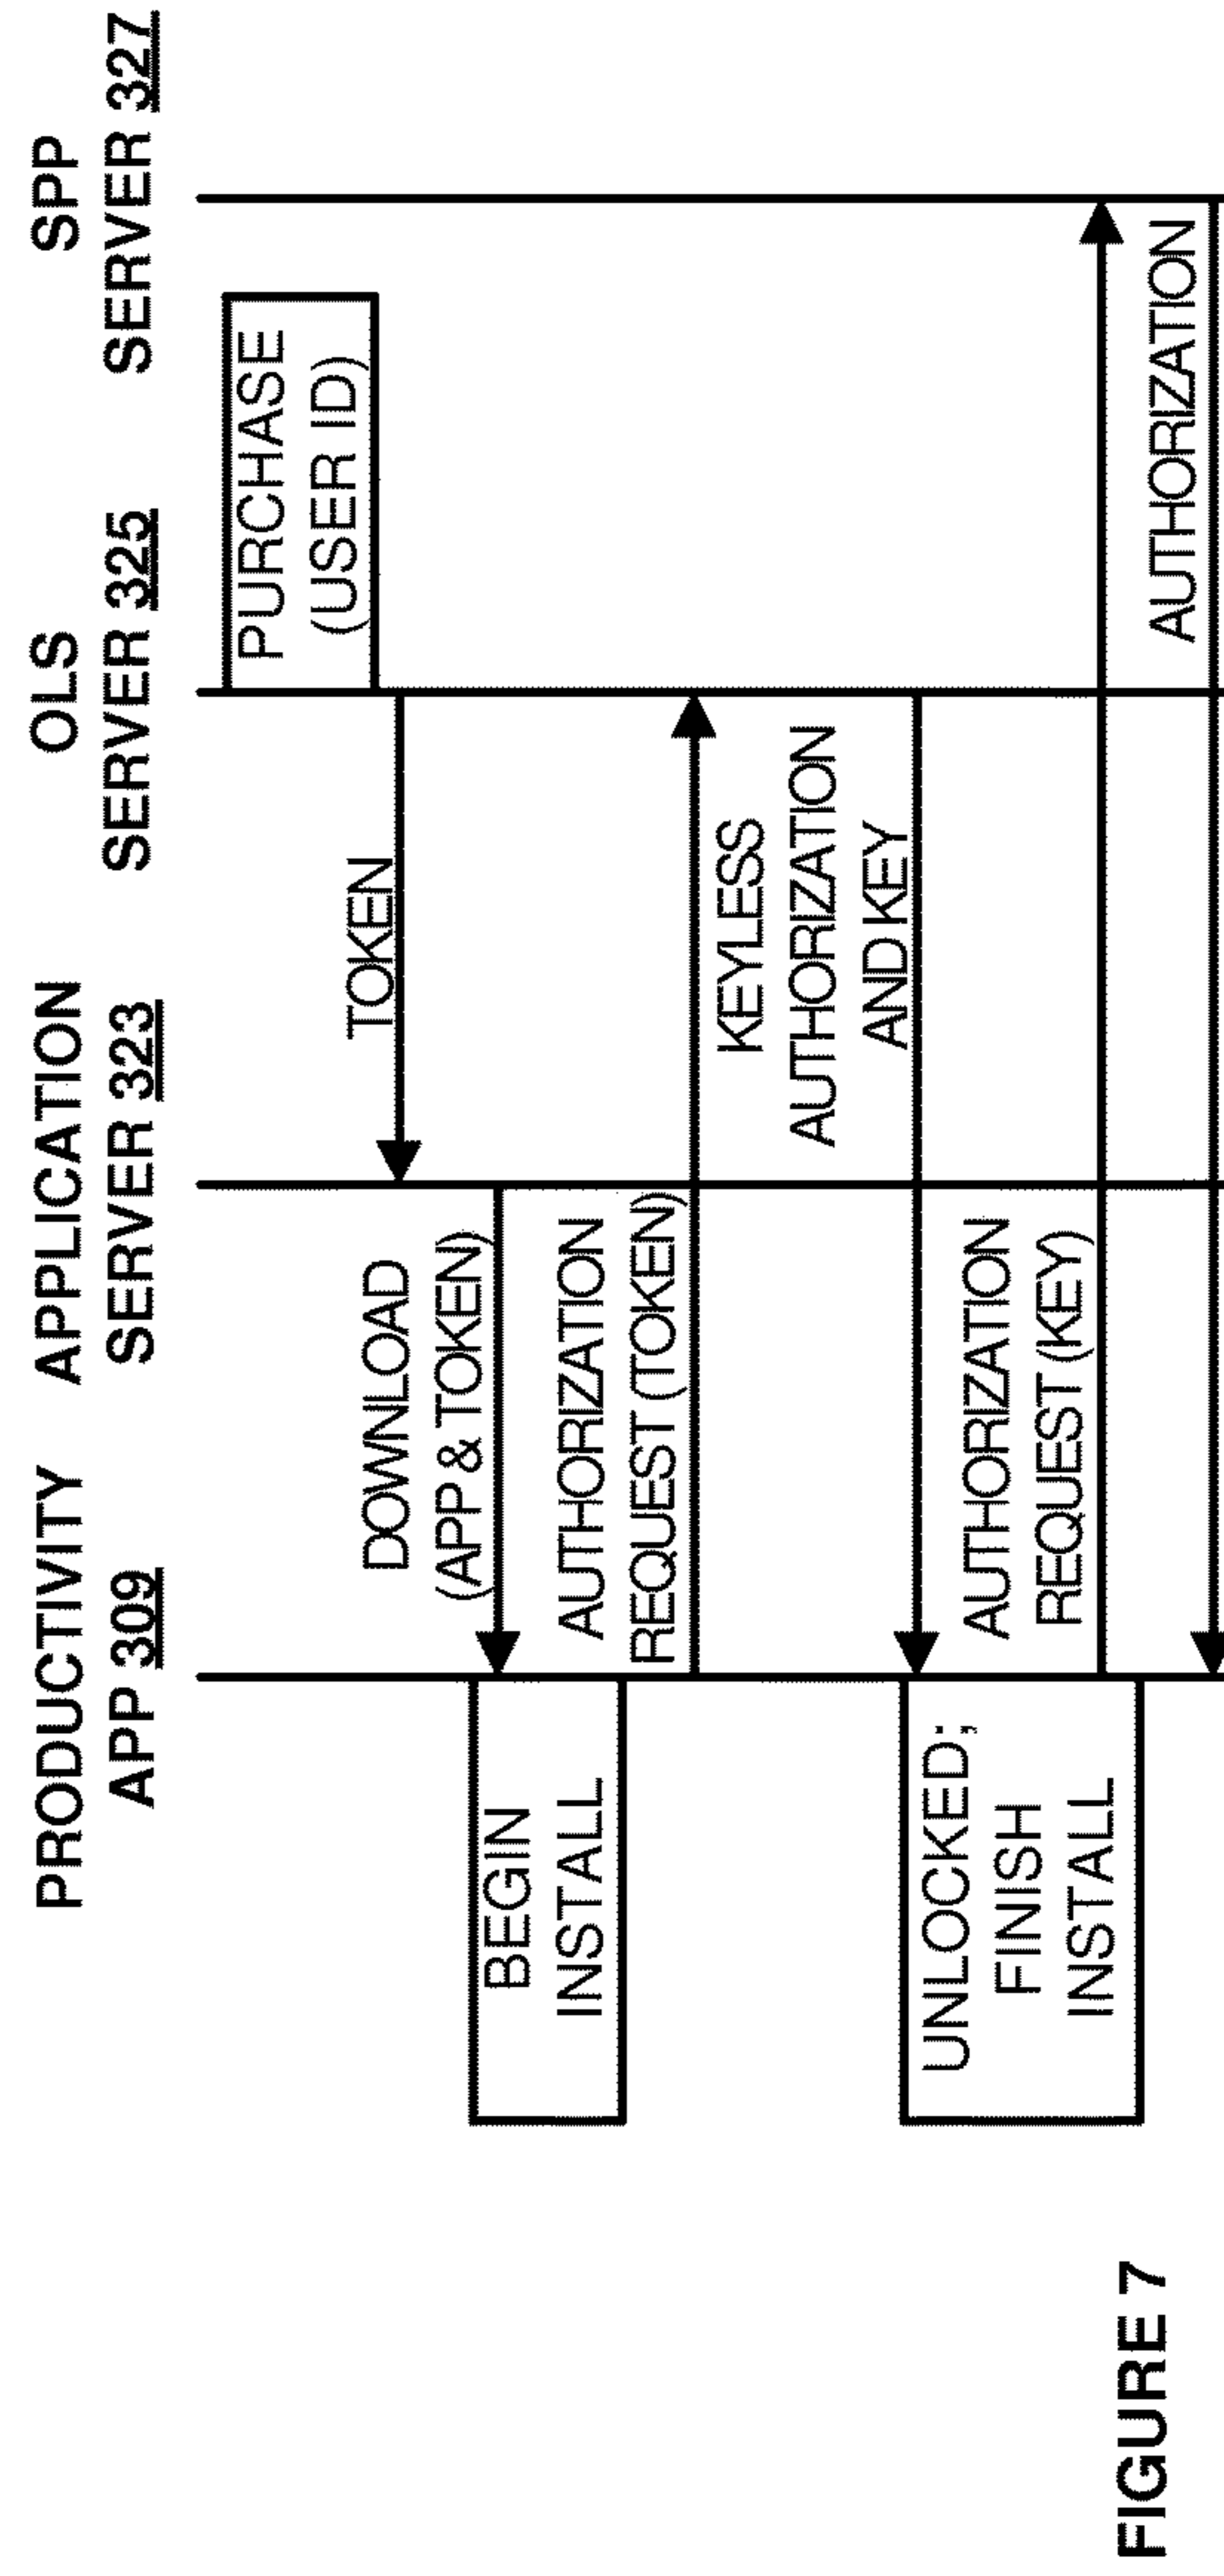 PRODUCTIVITY
APP 309
APPLICATION
SERVER 323
OLS
SERVER 325
SPP
SERVER 327
PURCHASE
(USER ID)
TOKEN
DOWNLOAD
(APP & TOKEN)
BEGIN
INSTALL
AUTHORIZATION
REQUEST (TOKEN)
KEYLESS
AUTHORIZATION
AND KEY
UNLOCKED;
FINISH
INSTALL
AUTHORIZATION
REQUEST (KEY)
AUTHORIZATION
FIGURE 7